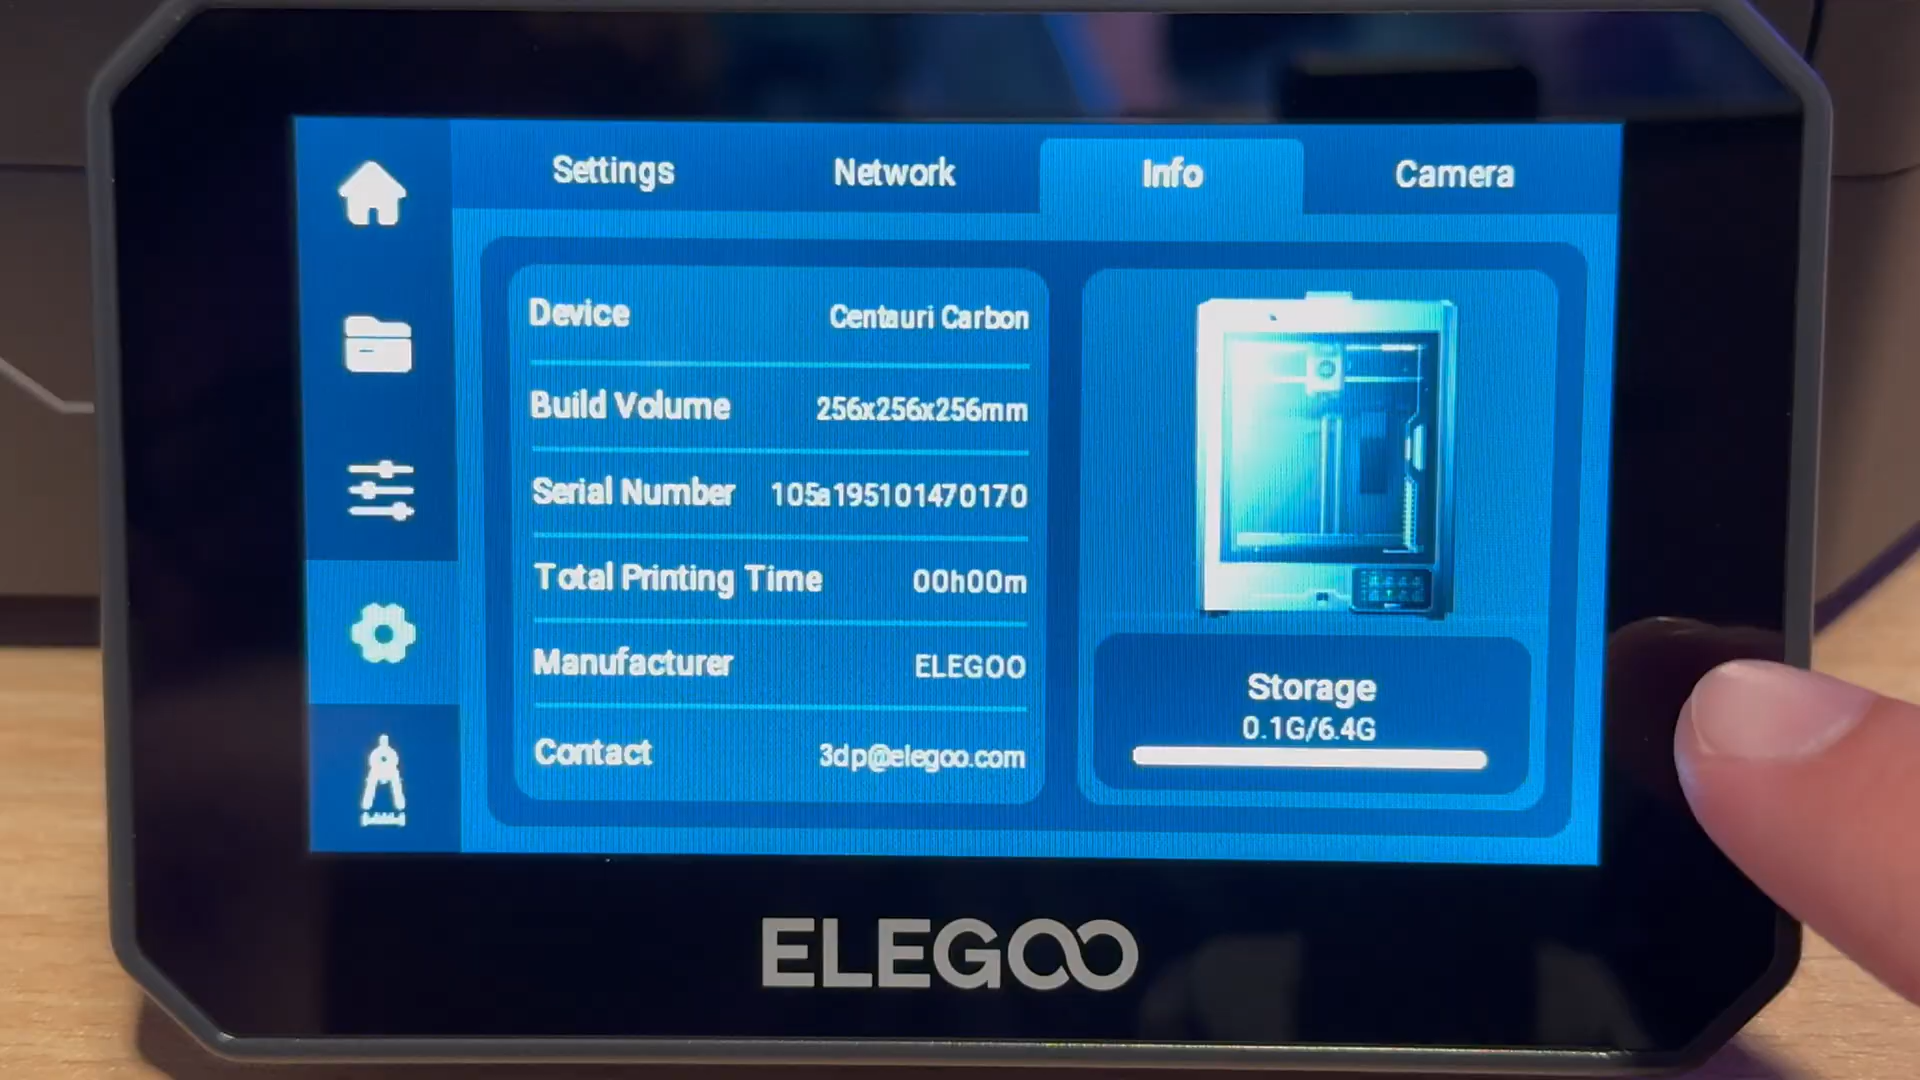 Settings Network Info Camera
Device Centauri Carbon
Build Volume 256x256x256mm
Serial Number 105a195101470170
Total Printing Time 00h00m
Manufacturer ELEGOO
Contact 3dp@elegoo.com
Storage
0.1G/6.4G
ELEGOO